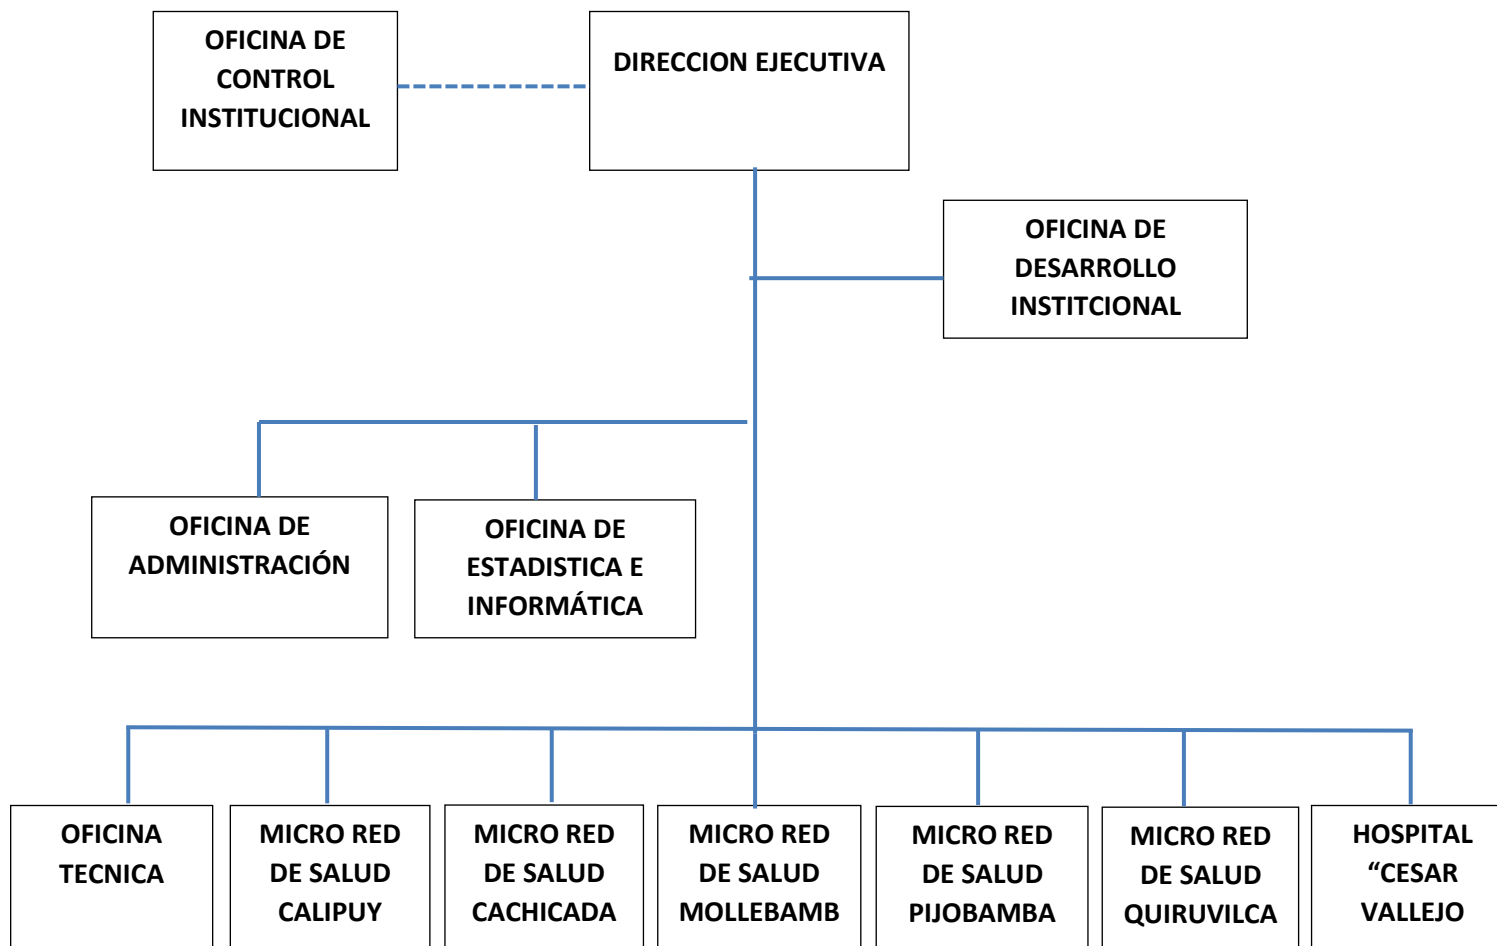 OFICINA DE
CONTROL
INSTITUCIONAL
DIRECCION EJECUTIVA
OFICINA DE
DESARROLLO
INSTITCIONAL
OFICINA DE
ADMINISTRACIÓN
OFICINA DE
ESTADISTICA E
INFORMÁTICA
OFICINA
TECNICA
MICRO RED
DE SALUD
CALIPUY
MICRO RED
DE SALUD
CACHICADA
MICRO RED
DE SALUD
MOLLEBAMB
MICRO RED
DE SALUD
PIJOBAMBA
MICRO RED
DE SALUD
QUIRUVILCA
HOSPITAL
“CESAR
VALLEJO